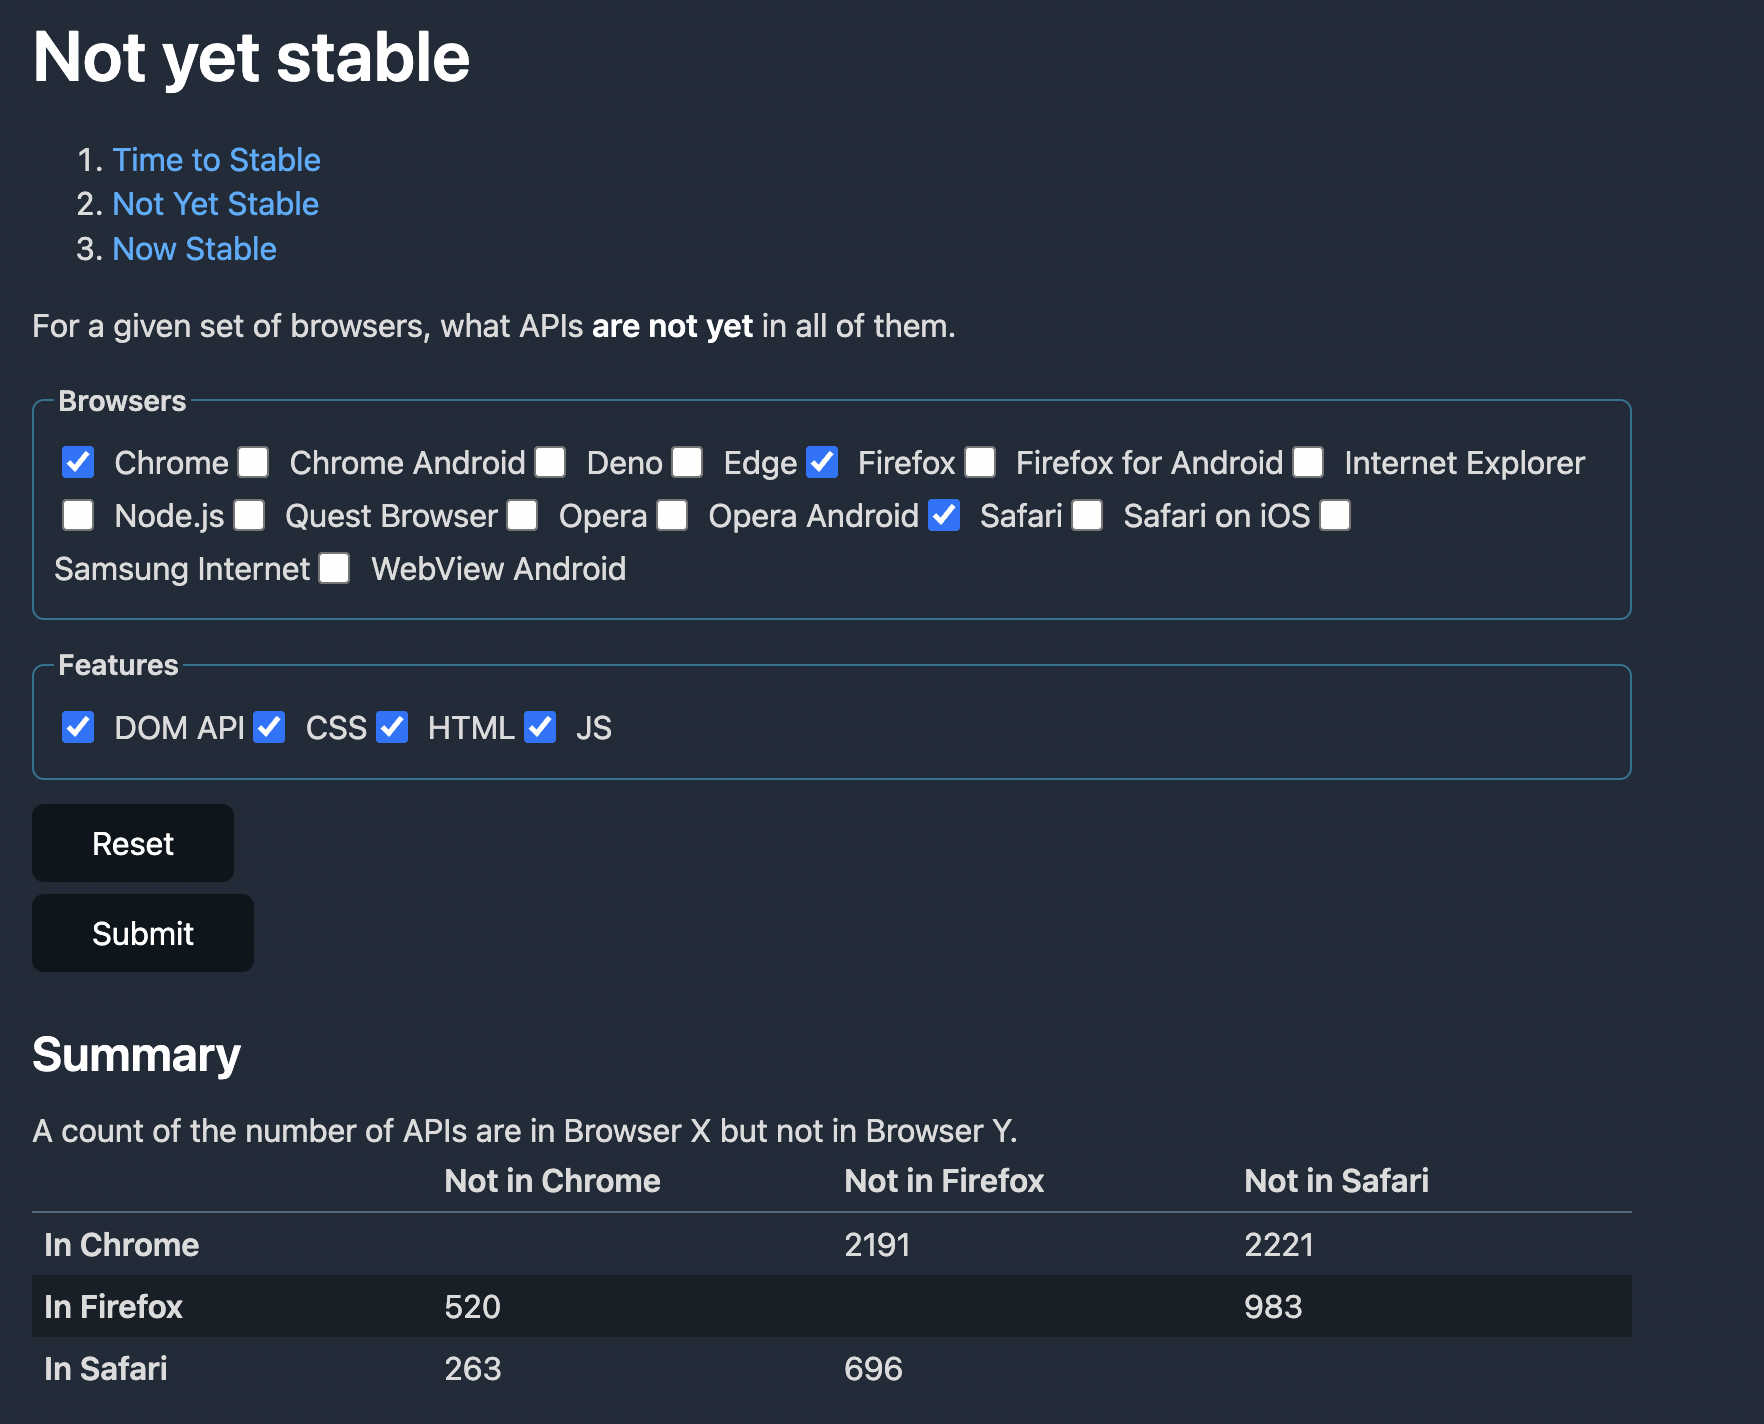 Not yet stable
1. Time to Stable
2. Not Yet Stable
3. Now Stable
For a given set of browsers, what APIs are not yet in all of them.
Browsers
Chrome Chrome Android Deno Edge Firefox Firefox for Android Internet Explorer
Node.js Quest Browser Opera Opera Android Safari Safari on iOS
Samsung Internet WebView Android
Features
DOM API CSS HTML JS
Reset
Submit
Summary
A count of the number of APIs are in Browser X but not in Browser Y.
Not in Chrome Not in Firefox Not in Safari
In Chrome 2191 2221
In Firefox 520 983
In Safari 263 696